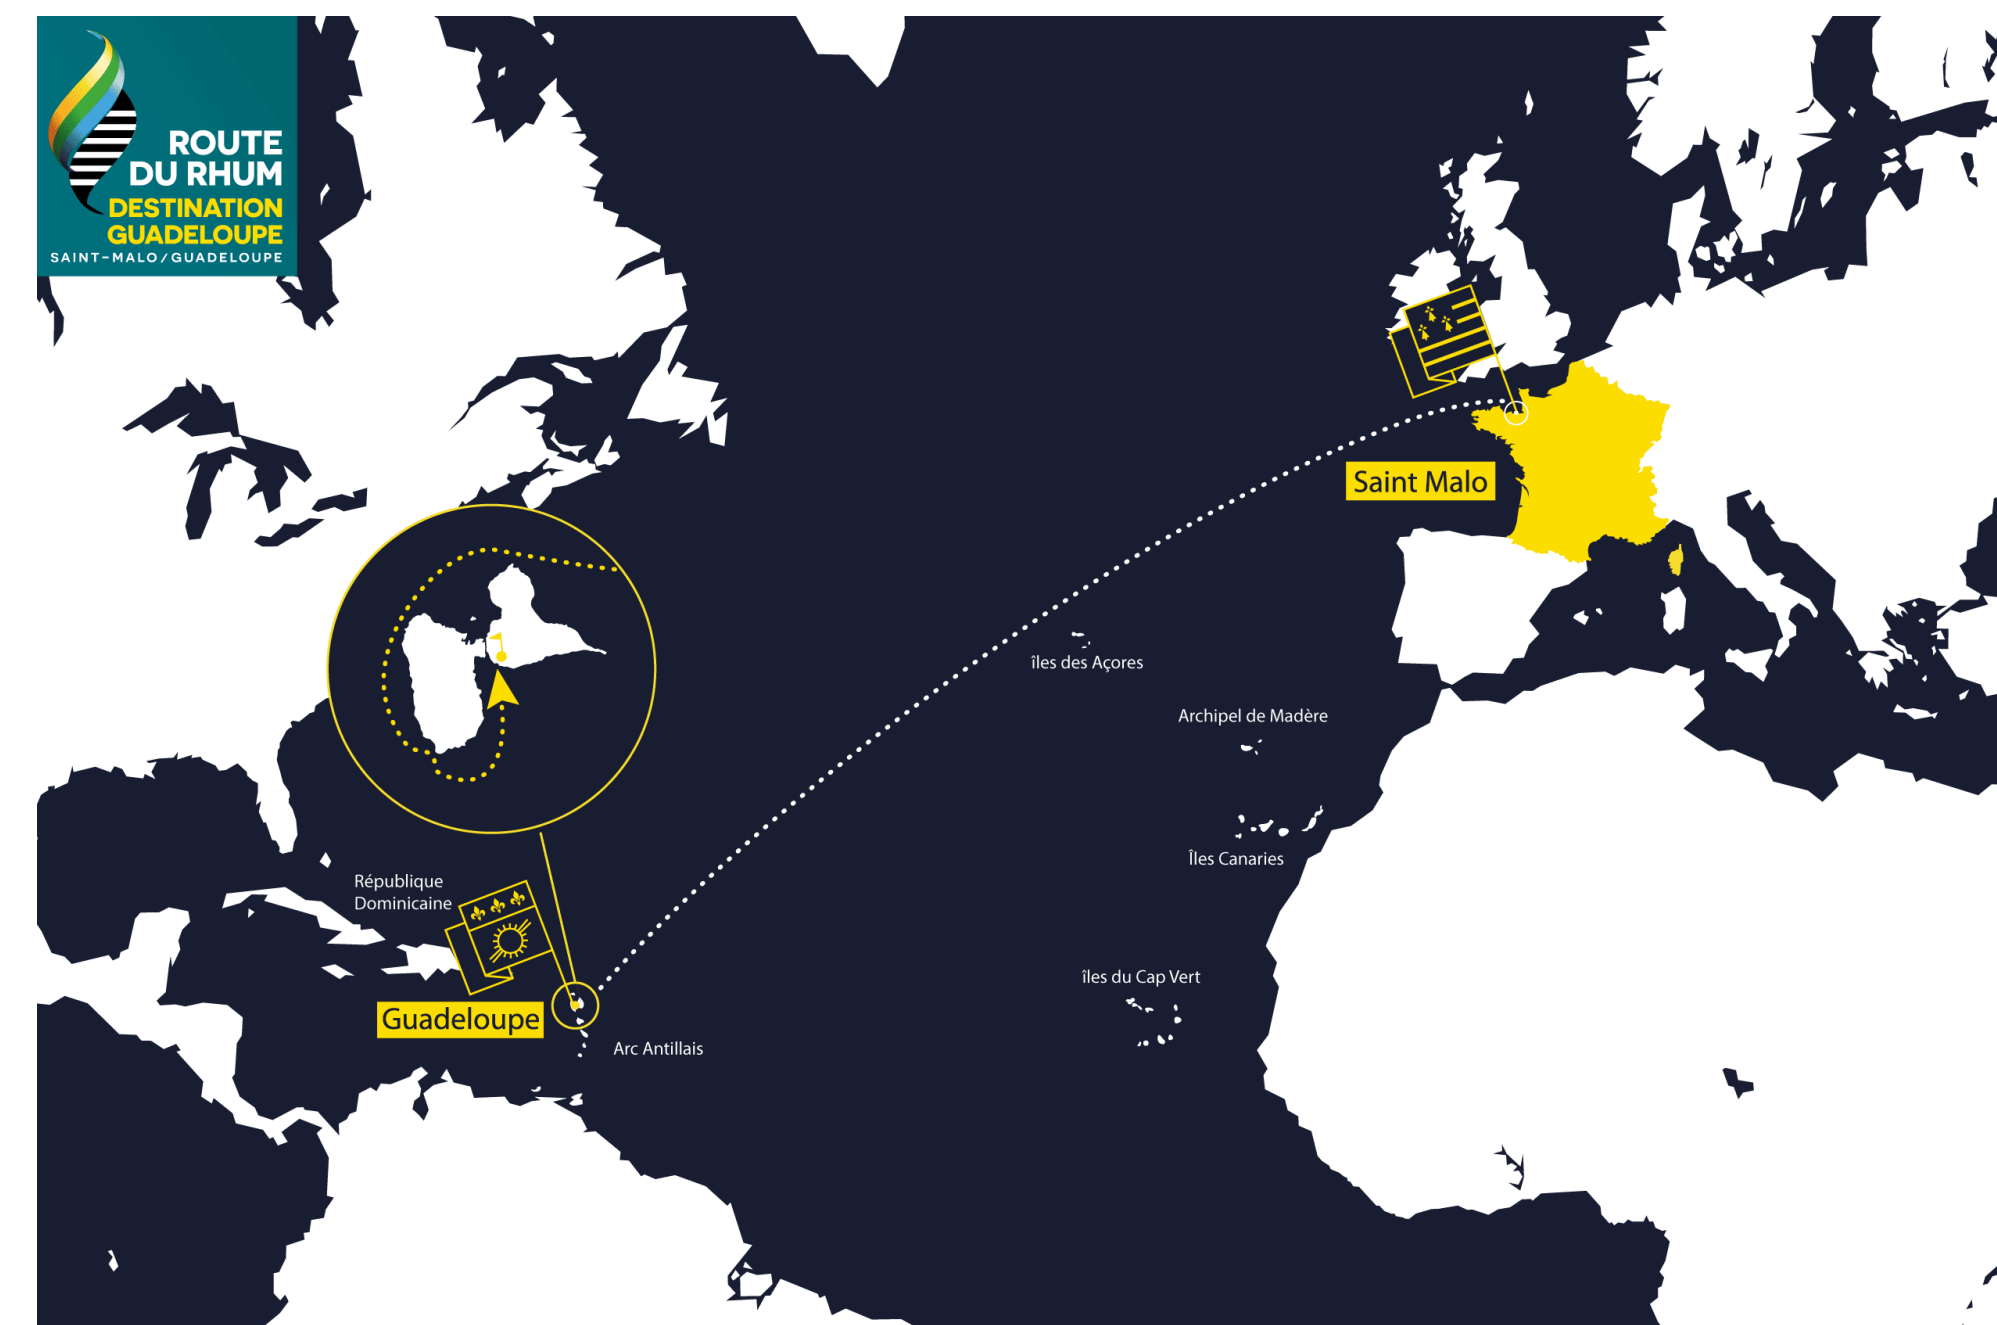 ROUTE
DU RHUM
DESTINATION
GUADELOUPE
SAINT-MALO/GUADELOUPE
Saint Malo
îles des Açores
Archipel de Madère
Îles Canaries
République
Dominicaine
îles du Cap Vert
Guadeloupe
Arc Antillais